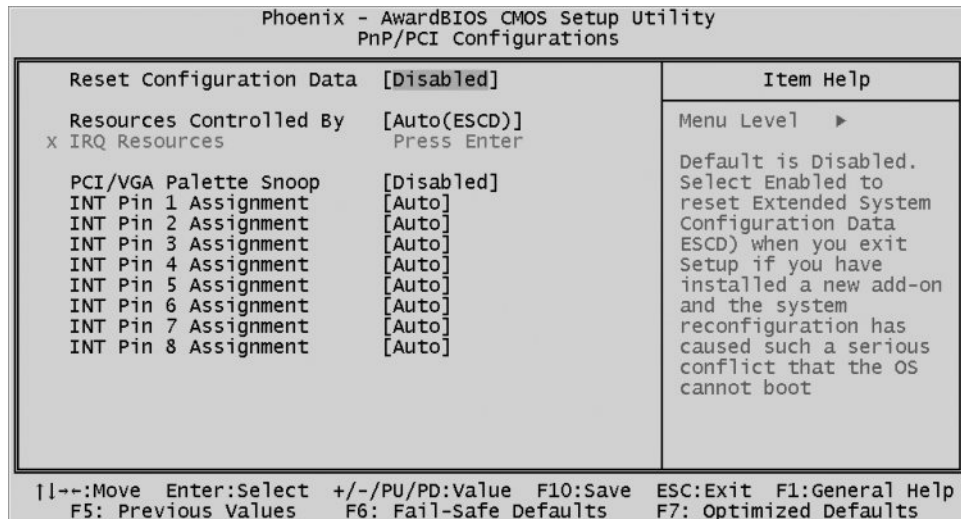 Phoenix - AwardBIOS CMOS Setup Utility
PnP/PCI Configurations
Reset Configuration Data [Disabled]
Resources Controlled By [Auto(ESCD)]
x IRQ Resources Press Enter
PCI/VGA Palette Snoop [Disabled]
INT Pin 1 Assignment [Auto]
INT Pin 2 Assignment [Auto]
INT Pin 3 Assignment [Auto]
INT Pin 4 Assignment [Auto]
INT Pin 5 Assignment [Auto]
INT Pin 6 Assignment [Auto]
INT Pin 7 Assignment [Auto]
INT Pin 8 Assignment [Auto]
Item Help
Menu Level ▶
Default is Disabled.
Select Enabled to
reset Extended System
Configuration Data
ESCD) when you exit
Setup if you have
installed a new add-on
and the system
reconfiguration has
caused such a serious
conflict that the OS
cannot boot
↑↓→←:Move Enter:Select +/-/PU/PD:Value F10:Save ESC:Exit F1:General Help
F5: Previous Values F6: Fail-Safe Defaults F7: Optimized Defaults